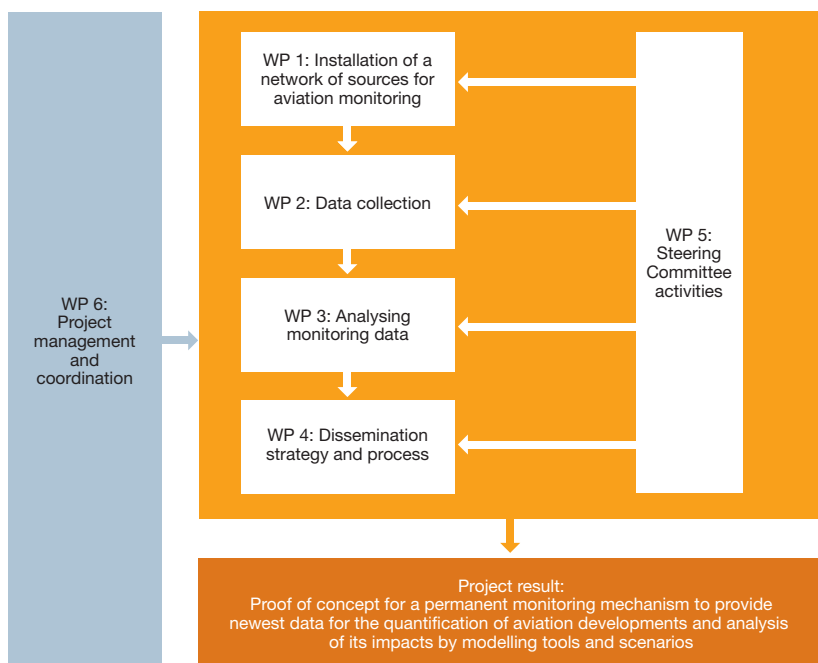 WP 1: Installation of a
network of sources for
aviation monitoring
WP 2: Data collection
WP 3: Analysing
monitoring data
WP 4: Dissemination
strategy and process
WP 5:
Steering
Committee
activities
WP 6:
Project
management
and
coordination
Project result:
Proof of concept for a permanent monitoring mechanism to provide
newest data for the quantification of aviation developments and analysis
of its impacts by modelling tools and scenarios